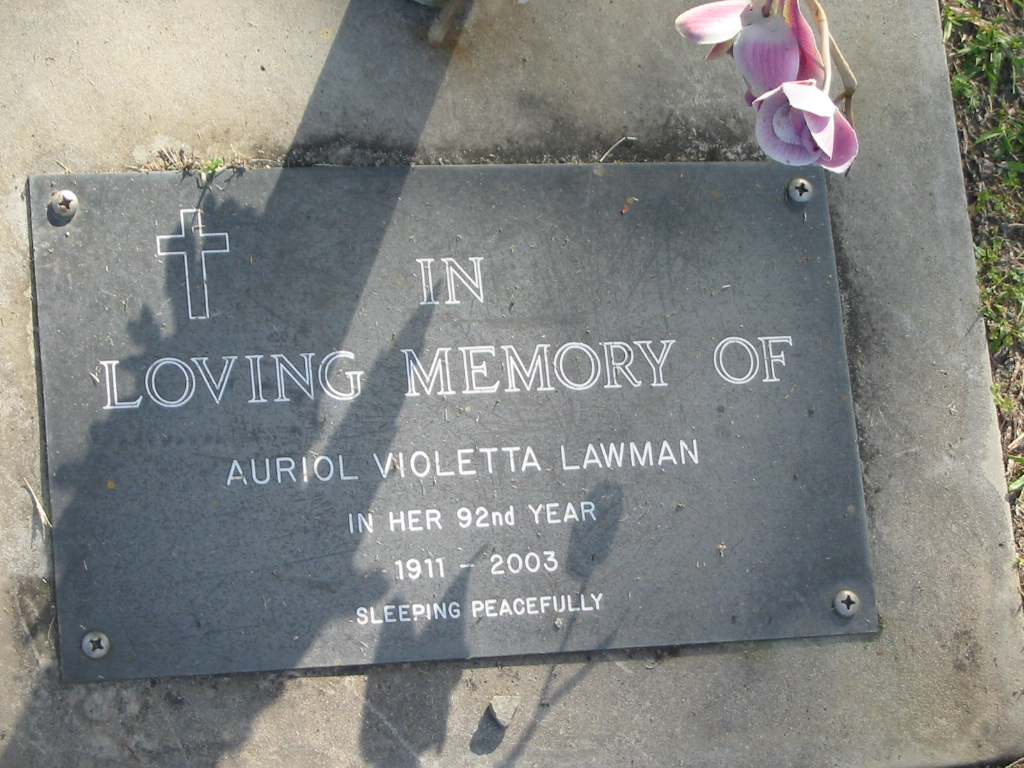 IN
LOVING MEMORY OF
AURIOL VIOLETTA LAWMAN
IN HER 92nd YEAR
1911 - 2003
SLEEPING PEACEFULLY